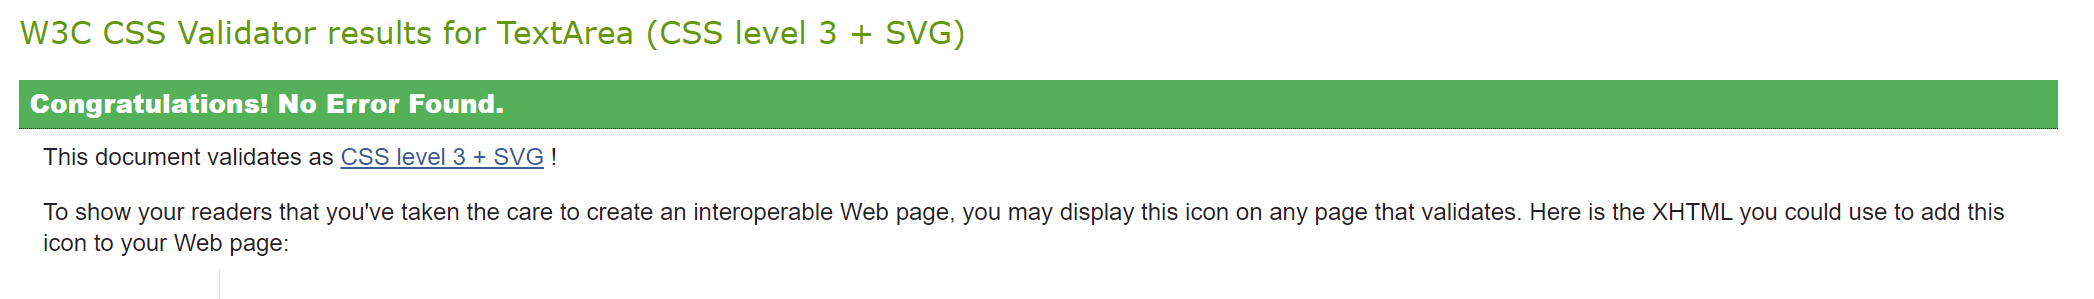 W3C CSS Validator results for TextArea (CSS level 3 + SVG)
Congratulations! No Error Found.
This document validates as CSS level 3 + SVG !
To show your readers that you've taken the care to create an interoperable Web page, you may display this icon on any page that validates. Here is the XHTML you could use to add this
icon to your Web page: